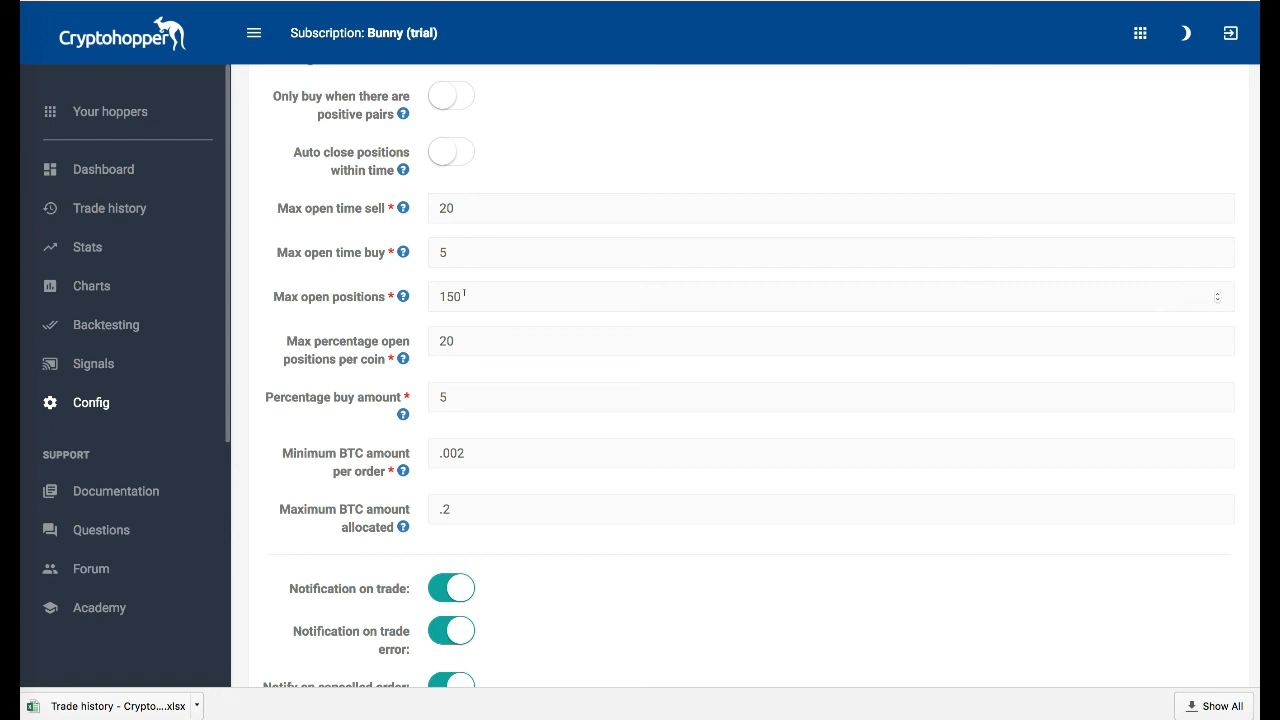 Cryptohopper
Subscription: Bunny (trial)
Your hoppers
Dashboard
Trade history
Stats
Charts
Backtesting
Signals
Config
SUPPORT
Documentation
Questions
Forum
Academy
Only buy when there are
positive pairs ?
Auto close positions
within time ?
Max open time sell * ? 20
Max open time buy * ? 5
Max open positions * ? 150
Max percentage open
positions per coin * ? 20
Percentage buy amount * 5
?
Minimum BTC amount
per order * ? .002
Maximum BTC amount
allocated ? .2
Notification on trade:
Notification on trade
error:
Notify on cancelled order:
Trade history - Crypto....xlsx
Show All